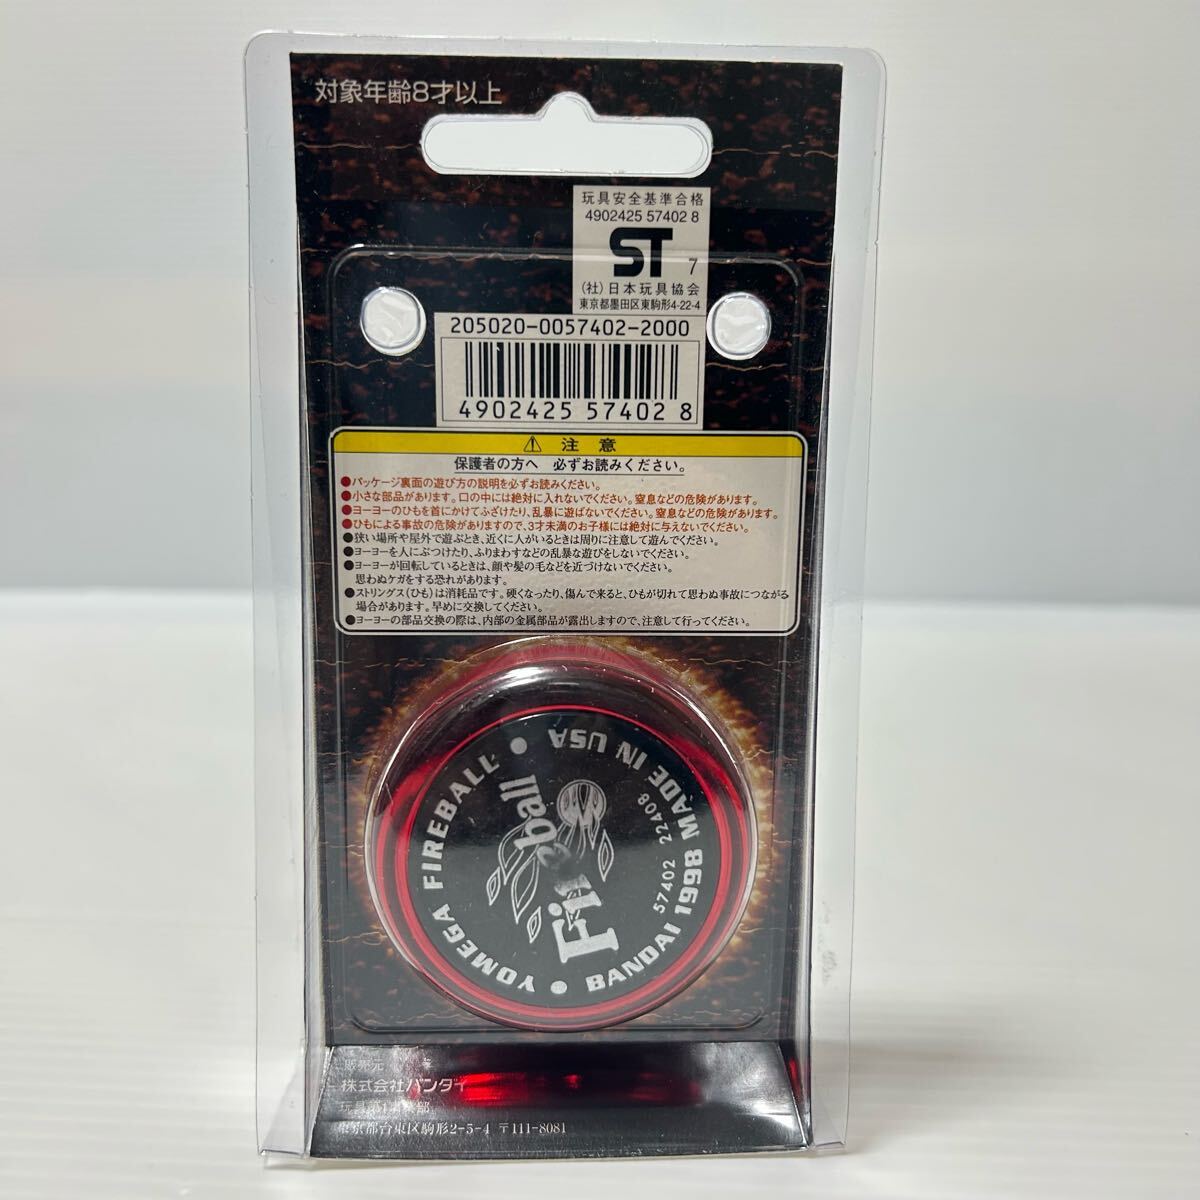 対象年齢8才以上
玩具安全基準合格
4902425 57402 8
ST 7
(社)日本玩具協会
東京都墨田区東駒形4-22-4
205020-0057402-2000
4902425 574028
注意
保護者の方へ 必ずお読みください。
●パッケージ裏面の遊び方の説明を必ずお読みください。
●小さな部品があります。口の中には絶対に入れないでください。窒息などの危険があります。
●ヨーヨーのひもを首にかけてふざけたり、乱暴に遊ばないでください。窒息などの危険があります。
●ひもによる事故の危険がありますので、3才未満のお子様には絶対に与えないでください。
●狭い場所や屋外で遊ぶとき、近くに人がいるときは周りに注意して遊んでください。
●ヨーヨーを人にぶつけたり、ふりまわすなどの乱暴な遊びをしないでください。
●ヨーヨーが回転しているときは、顔や髪の毛などを近づけないでください。
思わぬケガをする恐れがあります。
●ストリングス(ひも)は消耗品です。硬くなったり、傷んで来ると、ひもが切れて思わぬ事故につながる
場合があります。早めに交換してください。
●ヨーヨーの部品交換の際は、内部の金属部品が露出しますので、注意して行ってください。
YOMEGA FIREBALL •
BANDAI 1998 MADE IN USA •
57402 22408
Fireball
販売元
株式会社バンダイ
東京都台東区駒形2-5-4 〒111-8081